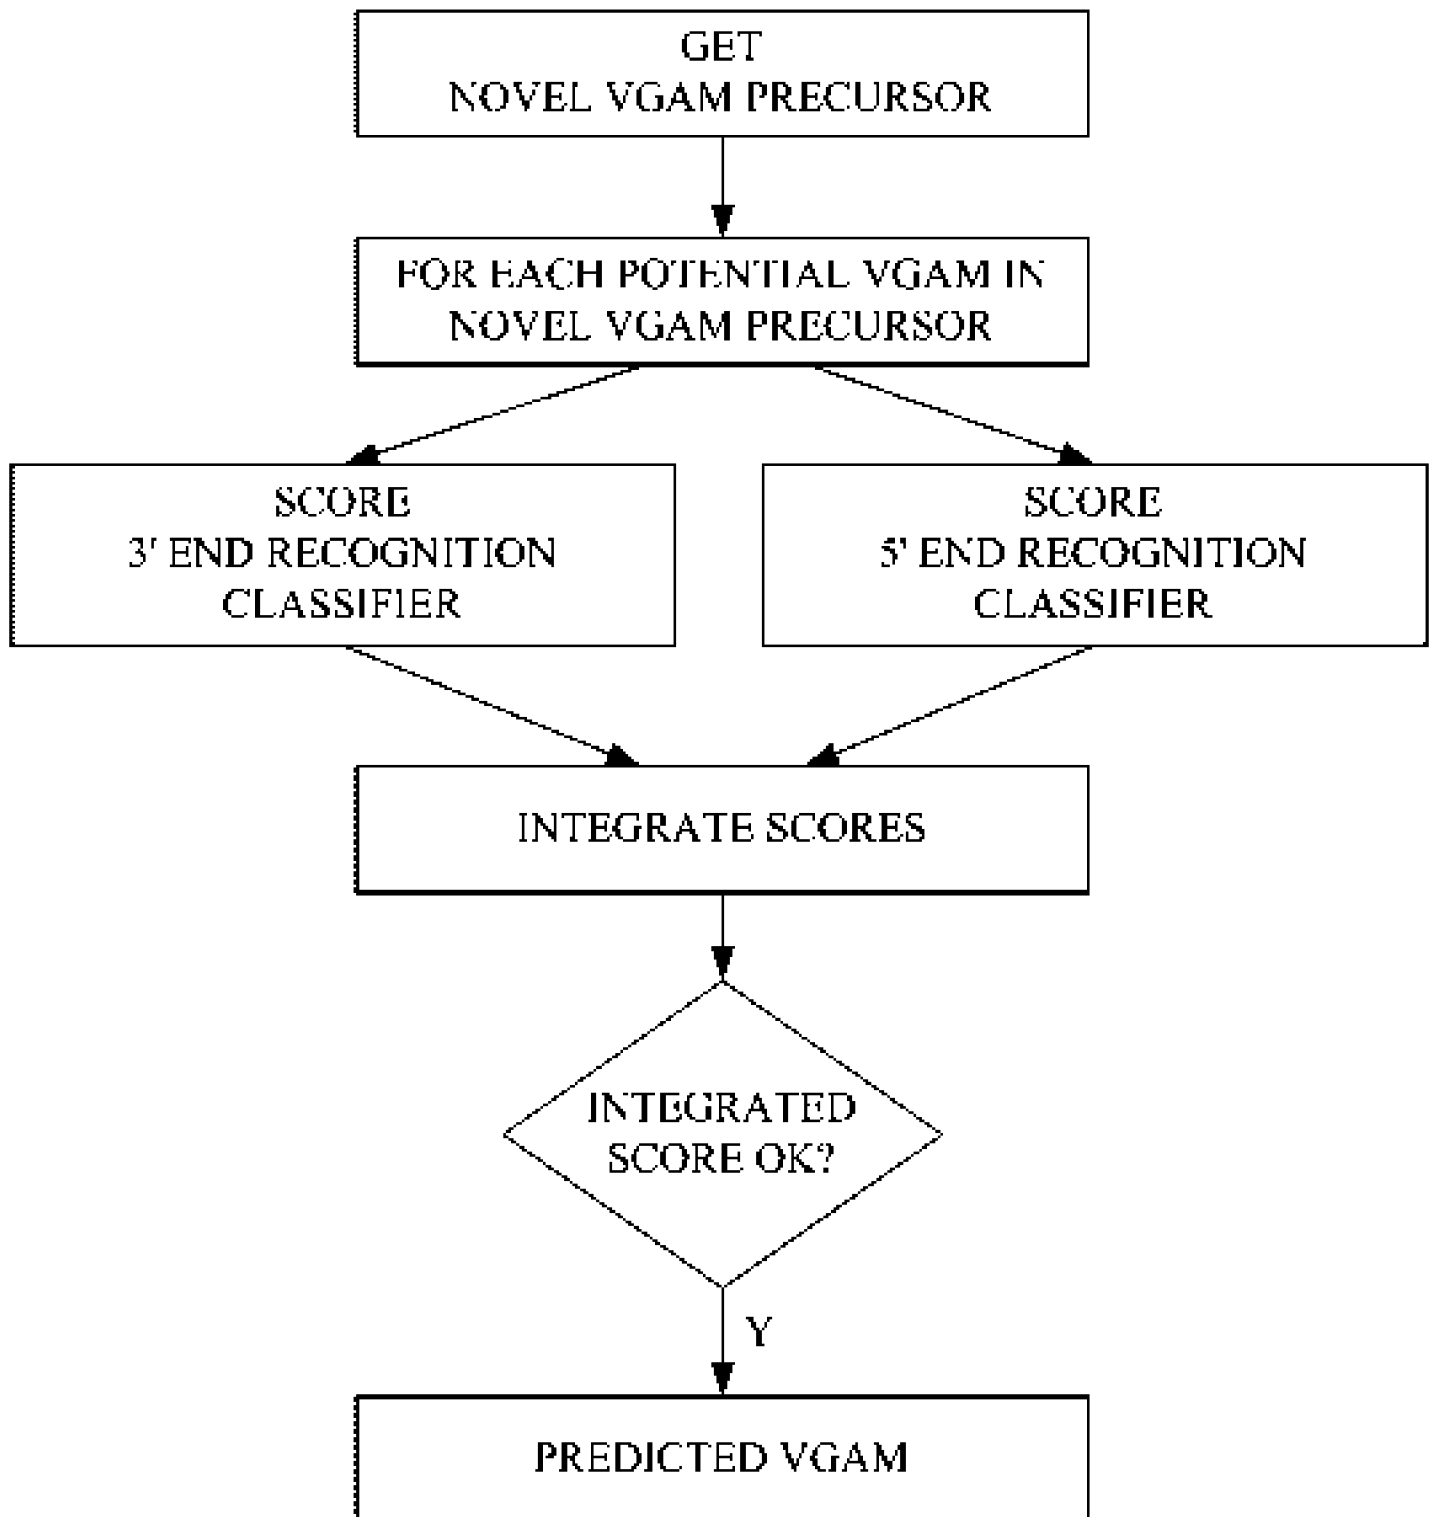 GET
NOVEL VGAM PRECURSOR
FOR EACH POTENTIAL VGAM IN
NOVEL VGAM PRECURSOR
SCORE
3' END RECOGNITION
CLASSIFIER
SCORE
5' END RECOGNITION
CLASSIFIER
INTEGRATE SCORES
INTEGRATED
SCORE OK?
Y
PREDICTED VGAM